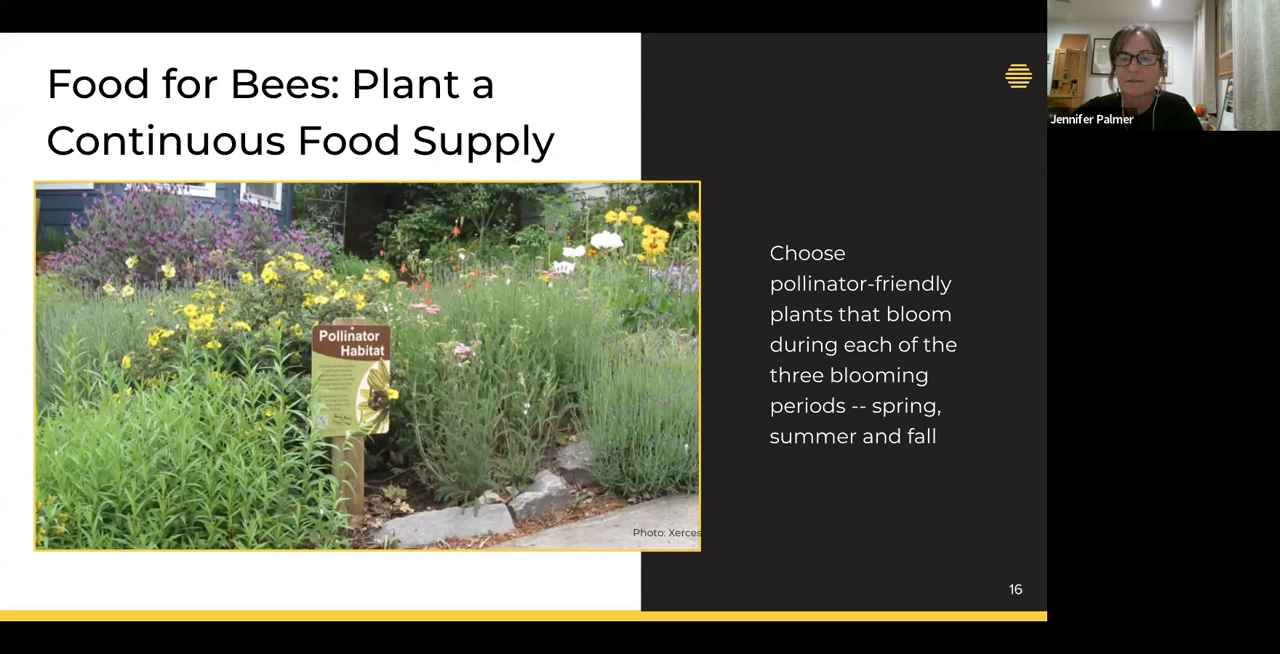 Food for Bees: Plant a
Continuous Food Supply
Pollinator
Habitat
Photo: Xerces
Choose
pollinator-friendly
plants that bloom
during each of the
three blooming
periods -- spring,
summer and fall
16
Jennifer Palmer